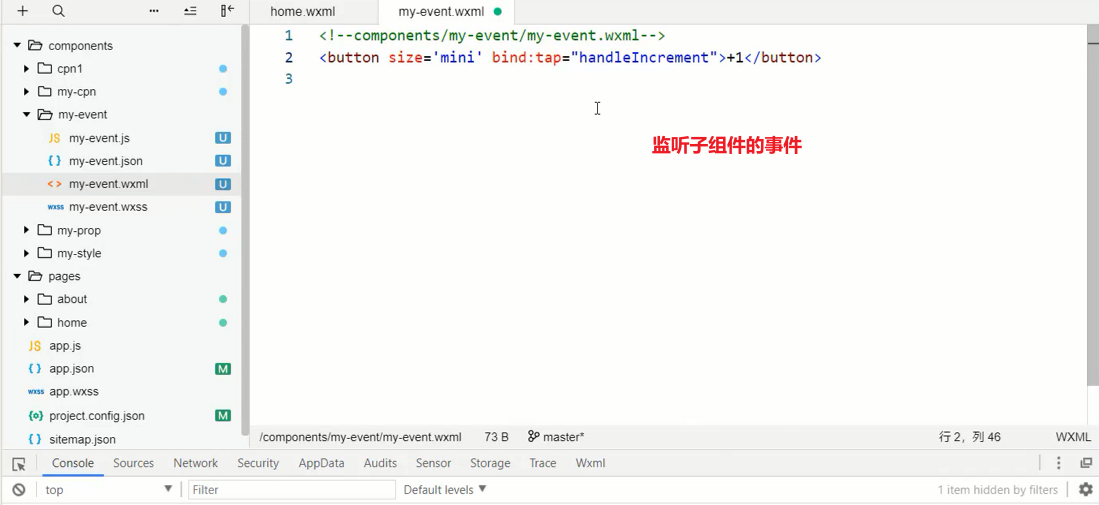 home.wxml
my-event.wxml
components
cpn1
my-cpn
my-event
JS my-event.js U
{ } my-event.json U
< > my-event.wxml U
wxss my-event.wxss U
my-prop
my-style
pages
about
home
JS app.js
{ } app.json M
wxss app.wxss
{o} project.config.json M
{ } sitemap.json
1 <!--components/my-event/my-event.wxml-->
2 <button size='mini' bind:tap="handleIncrement">+1</button>
3
监听子组件的事件
/components/my-event/my-event.wxml 73 B master* 行 2，列 46 WXML
Console Sources Network Security AppData Audits Sensor Storage Trace Wxml
top Filter Default levels 1 item hidden by filters